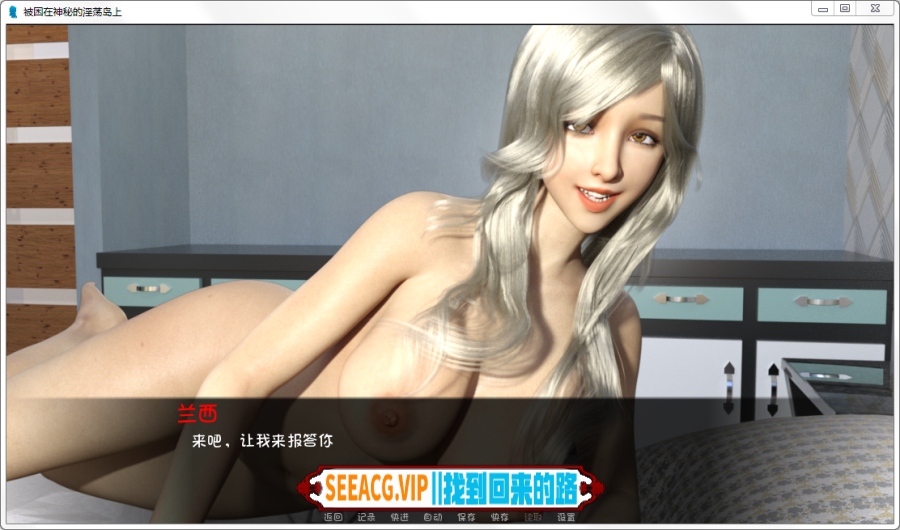 被困在神秘的淫荡岛上
兰西
来吧，让我来报答你
SEEACG.VIP||找到回来的路
返回 记录 快进 自动 保存 快存 读取 设置